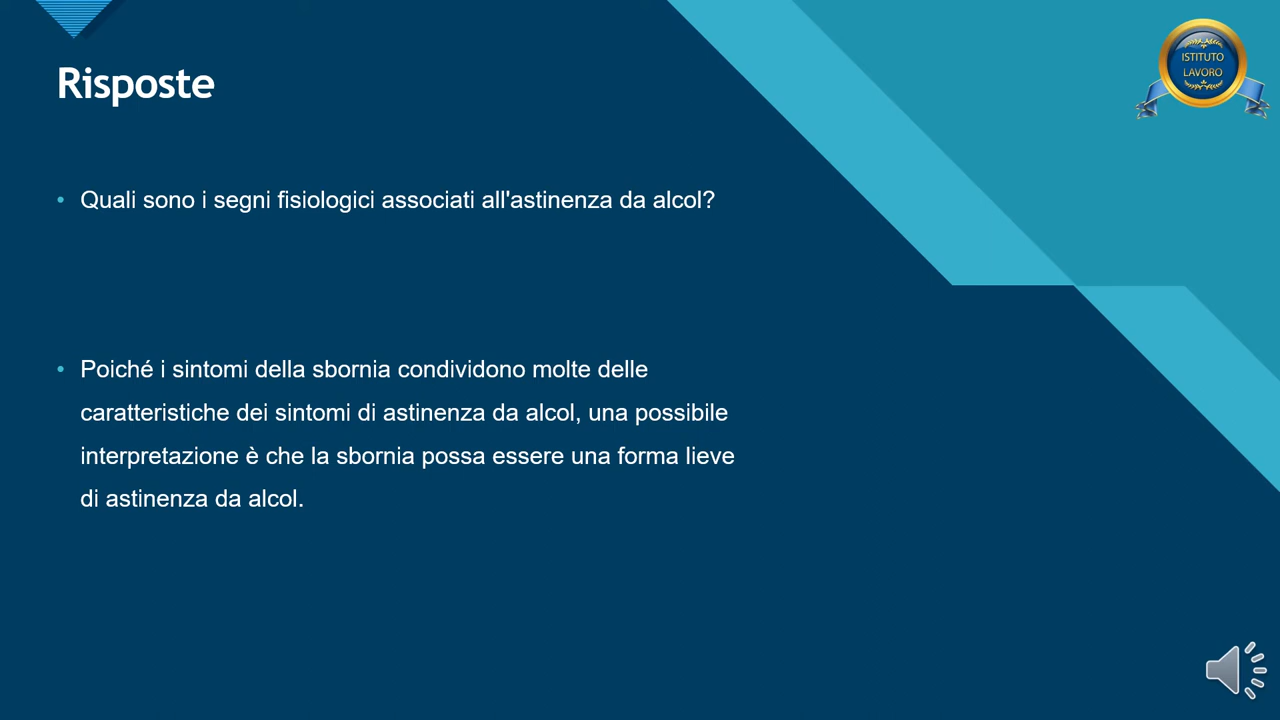 Risposte
ISTITUTO
LAVORO
• Quali sono i segni fisiologici associati all'astinenza da alcol?
• Poiché i sintomi della sbornia condividono molte delle
caratteristiche dei sintomi di astinenza da alcol, una possibile
interpretazione è che la sbornia possa essere una forma lieve
di astinenza da alcol.